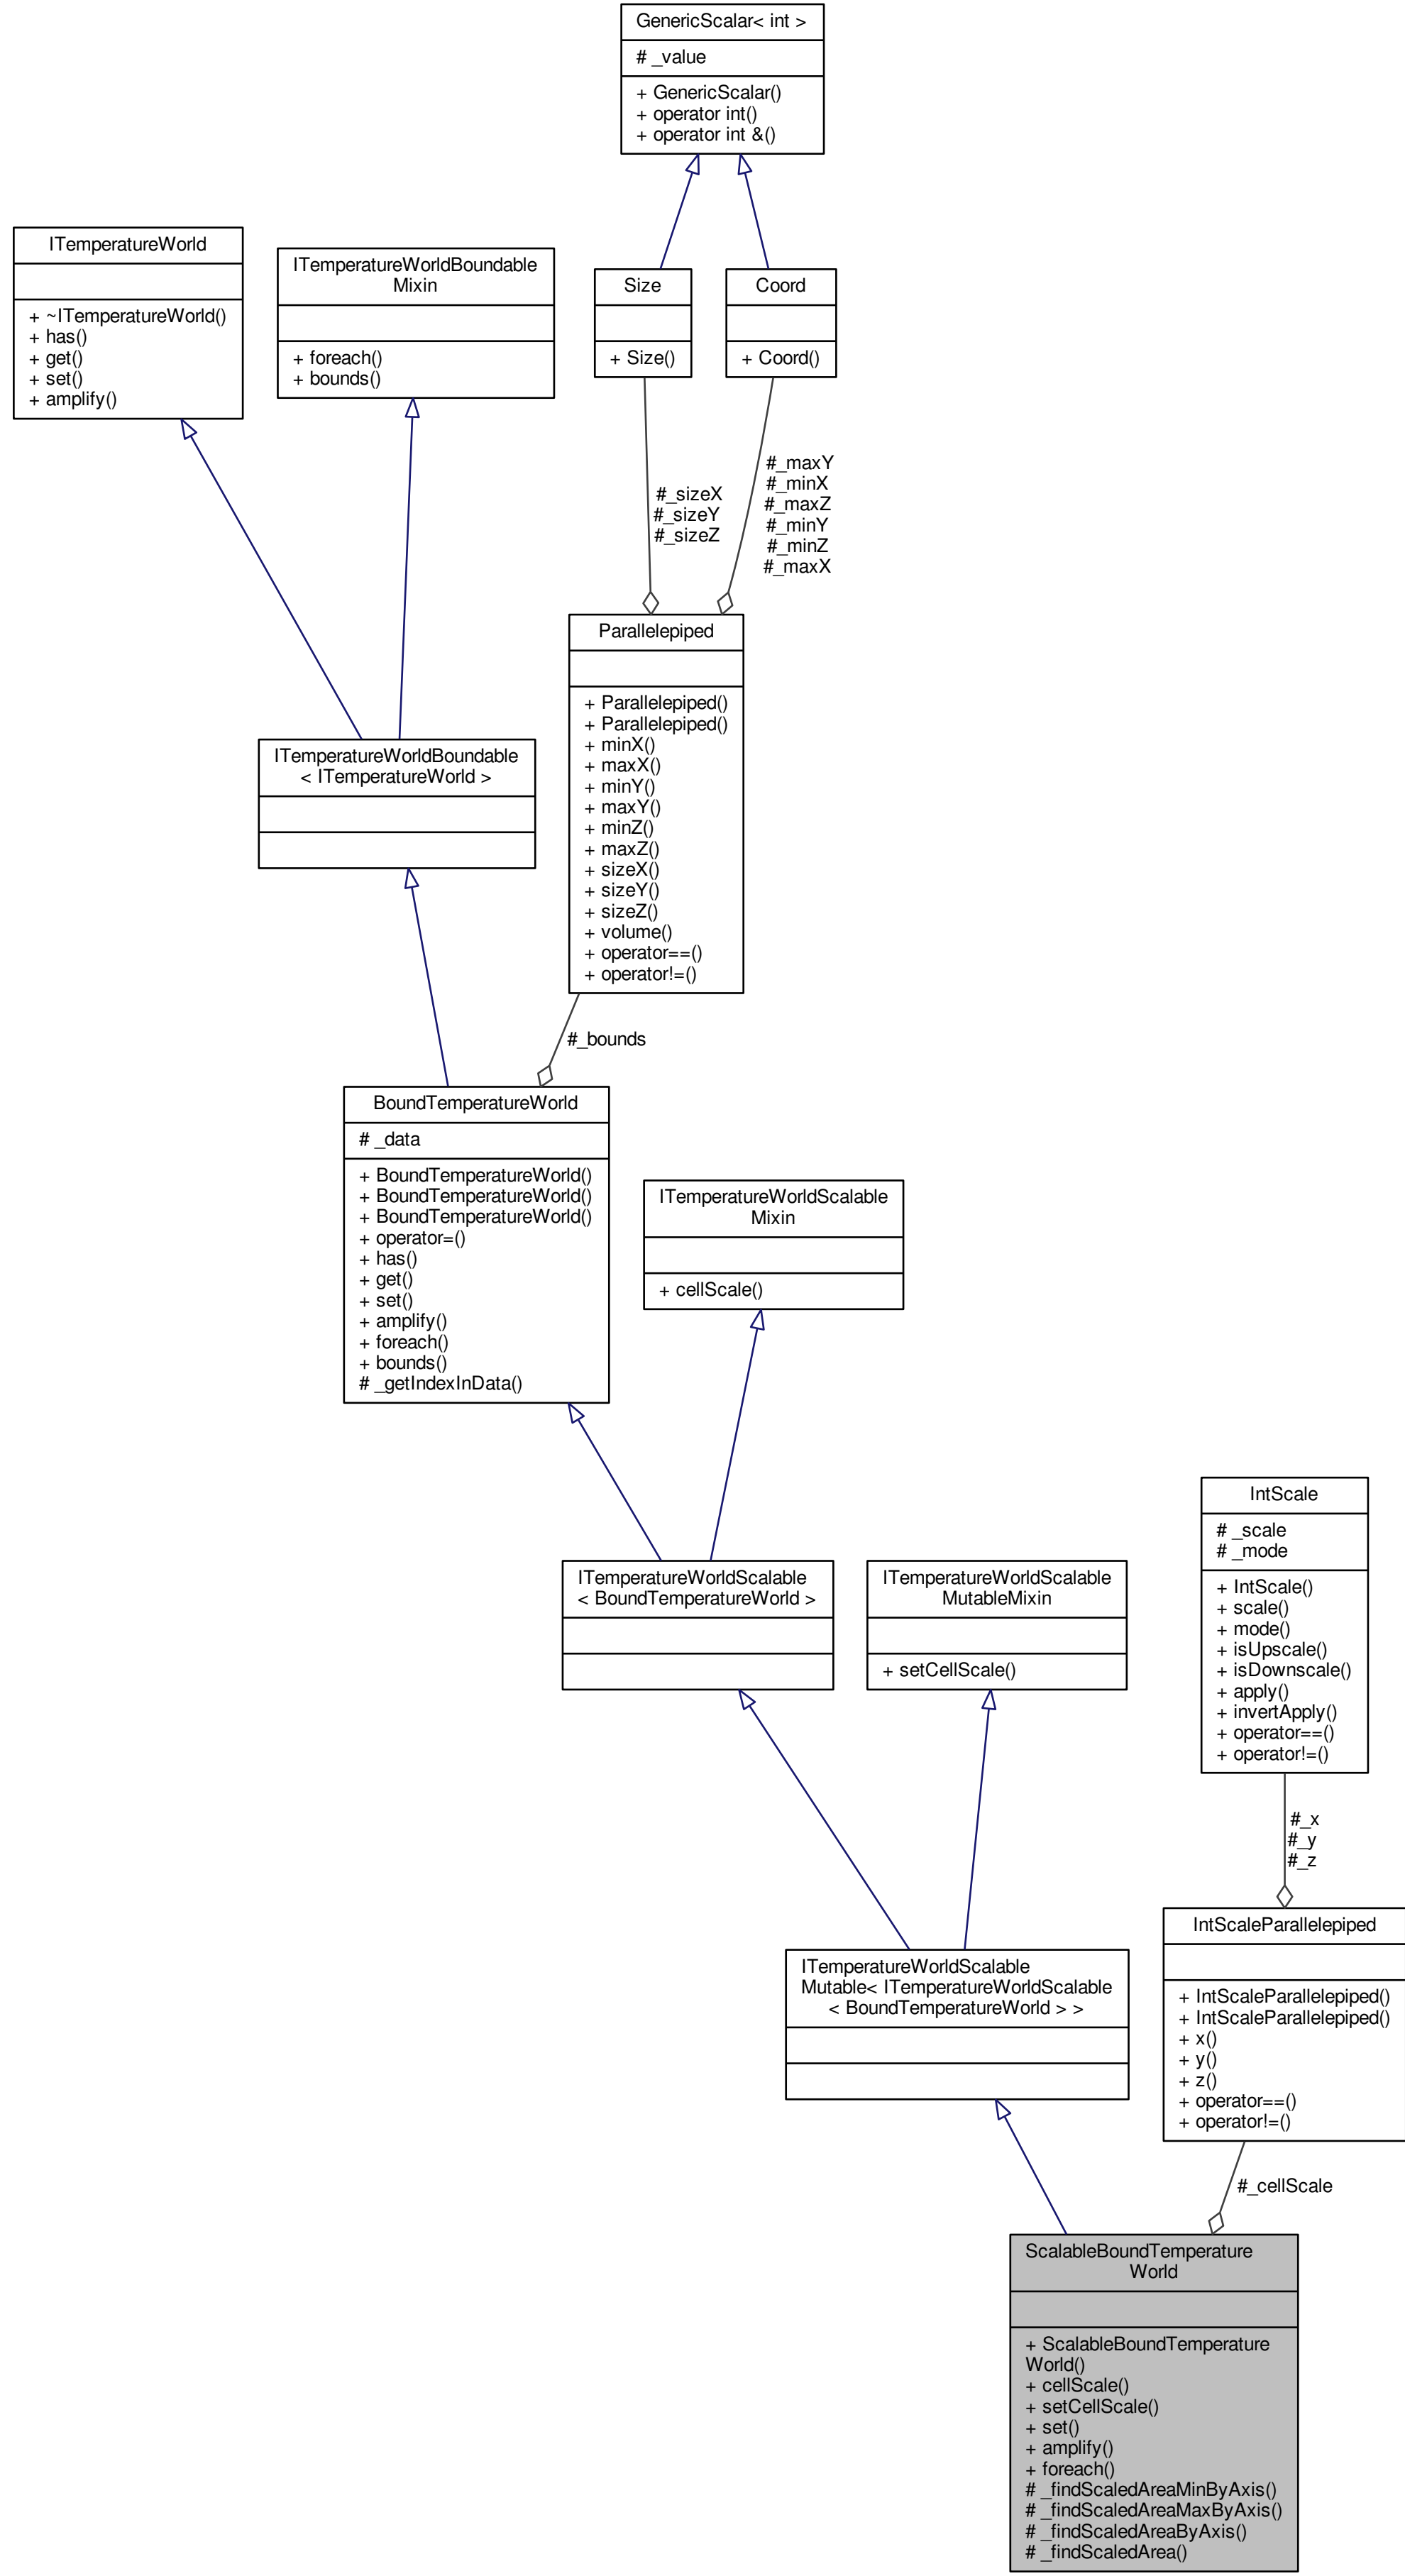 GenericScalar< int >
# _value
+ GenericScalar()
+ operator int()
+ operator int &()
ITemperatureWorld
+ ~ITemperatureWorld()
+ has()
+ get()
+ set()
+ amplify()
ITemperatureWorldBoundable
Mixin
+ foreach()
+ bounds()
Size
+ Size()
Coord
+ Coord()
#_sizeX
#_sizeY
#_sizeZ
#_maxY
#_minX
#_maxZ
#_minY
#_minZ
#_maxX
Parallelepiped
+ Parallelepiped()
+ Parallelepiped()
+ minX()
+ maxX()
+ minY()
+ maxY()
+ minZ()
+ maxZ()
+ sizeX()
+ sizeY()
+ sizeZ()
+ volume()
+ operator==()
+ operator!=()
ITemperatureWorldBoundable
< ITemperatureWorld >
#_bounds
BoundTemperatureWorld
# _data
+ BoundTemperatureWorld()
+ BoundTemperatureWorld()
+ BoundTemperatureWorld()
+ operator=()
+ has()
+ get()
+ set()
+ amplify()
+ foreach()
+ bounds()
# _getIndexInData()
ITemperatureWorldScalable
Mixin
+ cellScale()
ITemperatureWorldScalable
< BoundTemperatureWorld >
ITemperatureWorldScalable
MutableMixin
+ setCellScale()
IntScale
# _scale
# _mode
+ IntScale()
+ scale()
+ mode()
+ isUpscale()
+ isDownscale()
+ apply()
+ invertApply()
+ operator==()
+ operator!=()
#_x
#_y
#_z
ITemperatureWorldScalable
Mutable< ITemperatureWorldScalable
< BoundTemperatureWorld > >
IntScaleParallelepiped
+ IntScaleParallelepiped()
+ IntScaleParallelepiped()
+ x()
+ y()
+ z()
+ operator==()
+ operator!=()
#_cellScale
ScalableBoundTemperature
World
+ ScalableBoundTemperature
World()
+ cellScale()
+ setCellScale()
+ set()
+ amplify()
+ foreach()
# _findScaledAreaMinByAxis()
# _findScaledAreaMaxByAxis()
# _findScaledAreaByAxis()
# _findScaledArea()